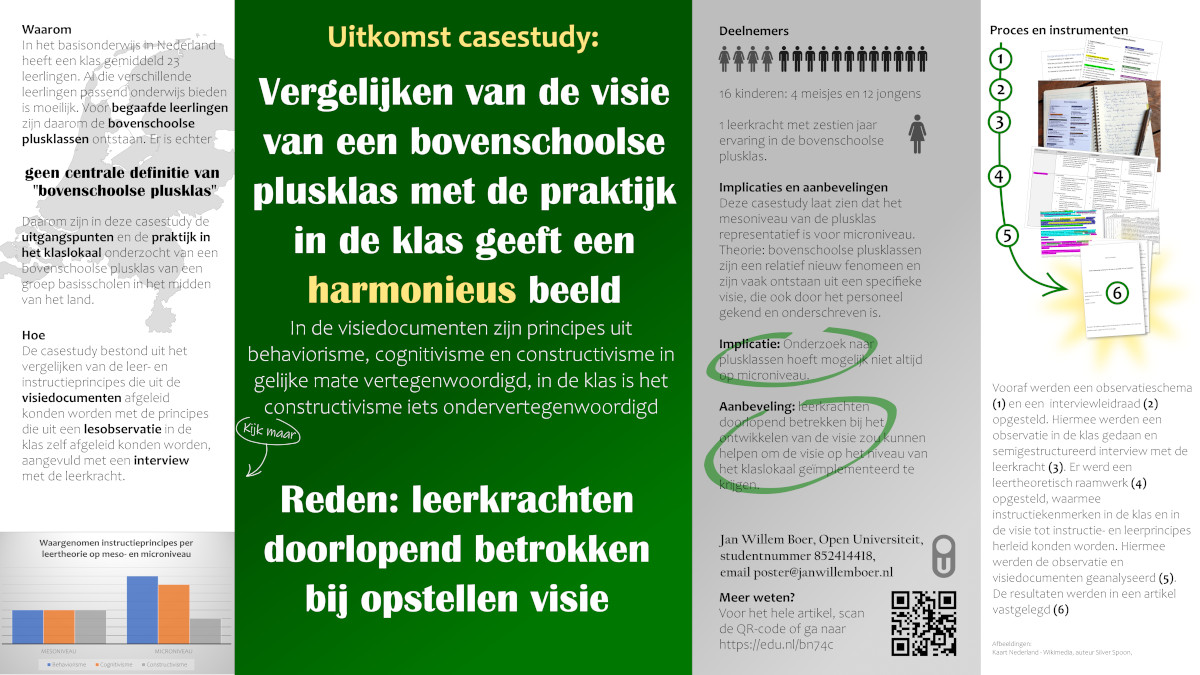 Waarom
In het basisonderwijs in Nederland
heeft een klas gemiddeld 23
leerlingen. Al die verschillende
leerlingen passend onderwijs bieden
is moeilijk. Voor begaafde leerlingen
zijn daarom de bovenschoolse
plusklassen ontstaan. Er is echter
geen centrale definitie van
"bovenschoolse plusklas"
Daarom zijn in deze casestudy de
uitgangspunten en de praktijk in
het klaslokaal onderzocht van een
bovenschoolse plusklas van een
groep basisscholen in het midden
van het land.
Hoe
De casestudy bestond uit het
vergelijken van de leer- en
instructieprincipes die uit de
visiedocumenten afgeleid
konden worden met de principes
die uit een lesobservatie in de
klas zelf afgeleid konden worden,
aangevuld met een interview
met de leerkracht.
Waargenomen instructieprincipes per
leertheorie op meso- en microniveau
MESONIVEAU
MICRONIVEAU
Behaviorisme
Cognitivisme
Constructivisme
Uitkomst casestudy:
Vergelijken van de visie
van een bovenschoolse
plusklas met de praktijk
in de klas geeft een
harmonieus beeld
In de visiedocumenten zijn principes uit
behaviorisme, cognitivisme en constructivisme in
gelijke mate vertegenwoordigd, in de klas is het
constructivisme iets ondervertegenwoordigd
Kijk maar
Reden: leerkrachten
doorlopend betrokken
bij opstellen visie
Deelnemers
16 kinderen: 4 meisjes en 12 jongens
1 leerkracht met zestien jaar
ervaring in de bovenschoolse
plusklas.
Implicaties en aanbevelingen
Deze casestudy laat zien dat het
mesoniveau van de plusklas
representatief is voor microniveau.
Theorie: bovenschoolse plusklassen
zijn een relatief nieuw fenomeen en
zijn vaak ontstaan uit een specifieke
visie, die ook door het personeel
gekend en onderschreven is.
Implicatie: Onderzoek naar
plusklassen hoeft mogelijk niet altijd
op microniveau.
Aanbeveling: leerkrachten
doorlopend betrekken bij het
ontwikkelen van de visie zou kunnen
helpen om de visie op het niveau van
het klaslokaal geïmplementeerd te
krijgen.
Jan Willem Boer, Open Universiteit,
studentnummer 852414418,
email poster@janwillemboer.nl
Meer weten?
Voor het hele artikel, scan
de QR-code of ga naar
https://edu.nl/bn74c
Proces en instrumenten
1
2
3
4
5
6
Vooraf werden een observatieschema
(1) en een interviewleidraad (2)
opgesteld. Hiermee werden een
observatie in de klas gedaan en
semigestructureerd interview met de
leerkracht (3). Er werd een
leertheoretisch raamwerk (4)
opgesteld, waarmee
instructiekenmerken in de klas en in
de visie tot instructie- en leerprincipes
herleid konden worden. Hiermee
werden de observatie en
visiedocumenten geanalyseerd (5).
De resultaten werden in een artikel
vastgelegd (6)
Afbeeldingen:
Kaart Nederland - Wikimedia, auteur Silver Spoon,